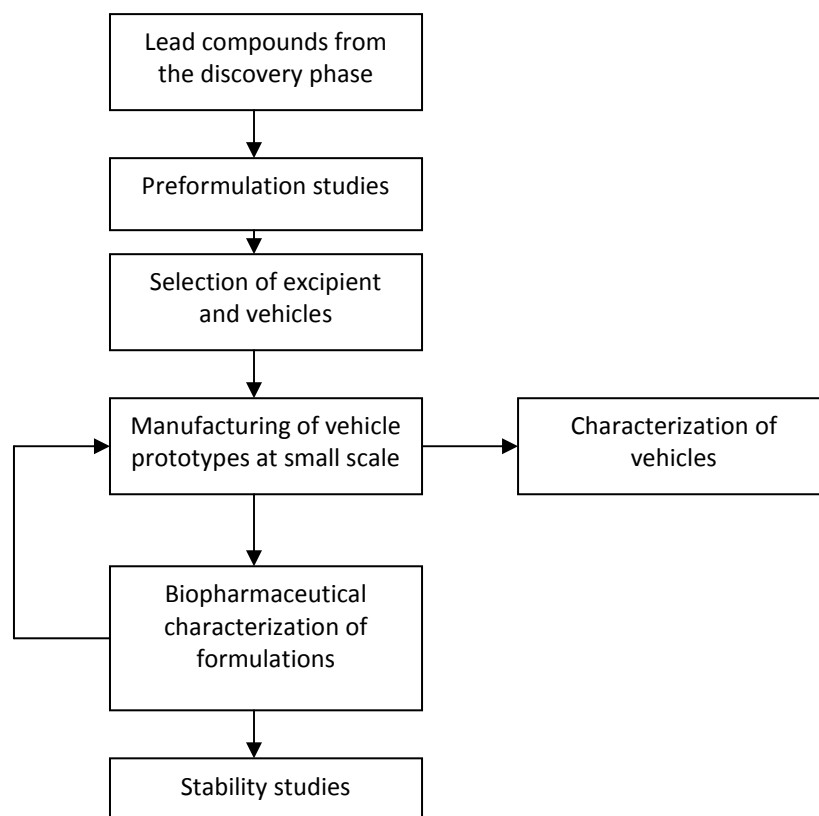 Lead compounds from
the discovery phase
Preformulation studies
Selection of excipient
and vehicles
Manufacturing of vehicle
prototypes at small scale
Characterization of
vehicles
Biopharmaceutical
characterization of
formulations
Stability studies